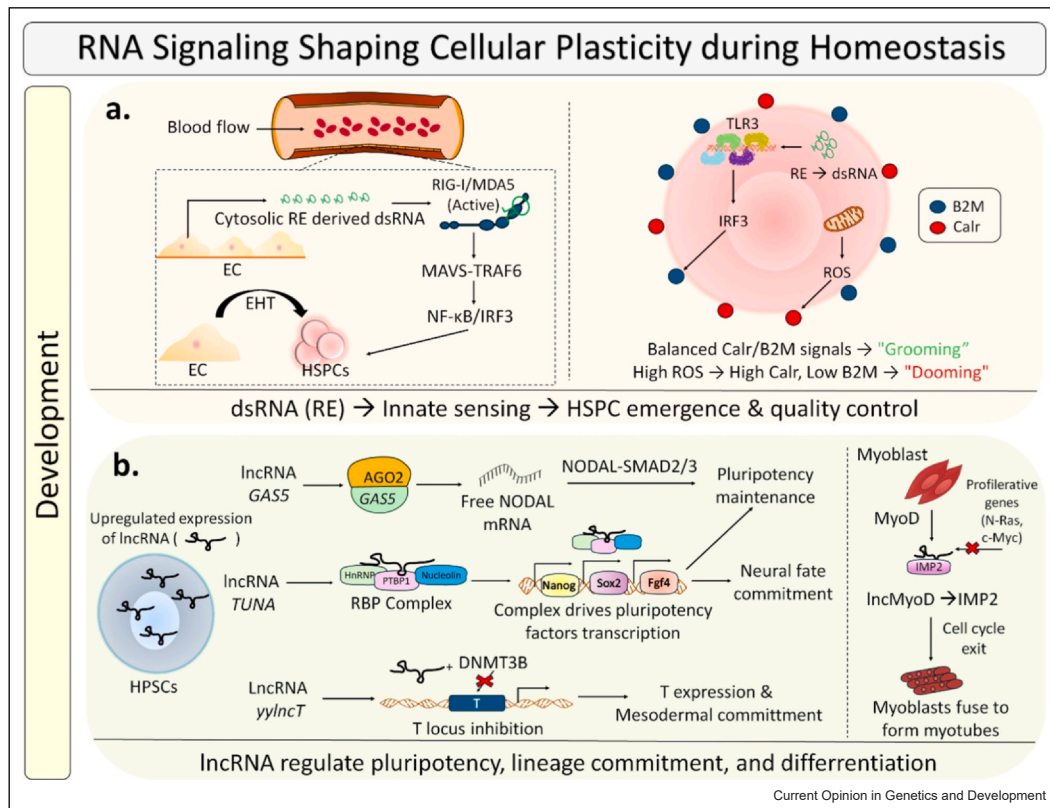 RNA Signaling Shaping Cellular Plasticity during Homeostasis
Development
a.
Blood flow
Cytosolic RE derived dsRNA
RIG-I/MDA5
(Active)
EC
MAVS-TRAF6
EHT
NF-κB/IRF3
EC
HSPCs
TLR3
RE → dsRNA
IRF3
ROS
B2M
Calr
Balanced Calr/B2M signals → "Grooming"
High ROS → High Calr, Low B2M → "Dooming"
dsRNA (RE) → Innate sensing → HSPC emergence & quality control
b.
Upregulated expression
of lncRNA ( )
HPSCs
lncRNA
GAS5
AGO2
GAS5
Free NODAL
mRNA
NODAL-SMAD2/3
Pluripotency
maintenance
lncRNA
TUNA
HnRNP
PTBP1
Nucleolin
RBP Complex
Nanog
Sox2
Fgf4
Complex drives pluripotency
factors transcription
Neural fate
commitment
LncRNA
yylncT
+ DNMT3B
T
T locus inhibition
T expression &
Mesodermal committment
Myoblast
MyoD
Profilerative
genes
(N-Ras,
c-Myc)
IMP2
lncMyoD → IMP2
Cell cycle
exit
Myoblasts fuse to
form myotubes
lncRNA regulate pluripotency, lineage commitment, and differrentiation
Current Opinion in Genetics and Development